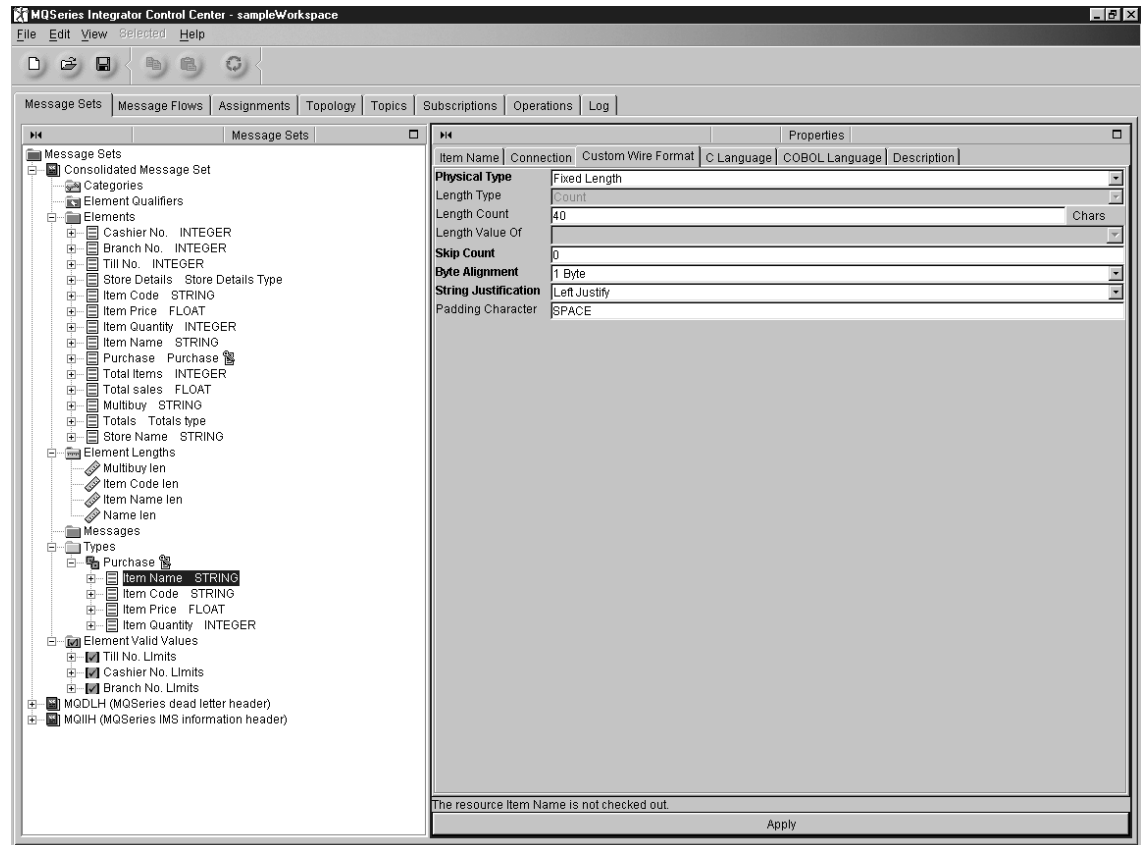 MQSeries Integrator Control Center - sampleWorkspace
File Edit View Selected Help
Message Sets Message Flows Assignments Topology Topics Subscriptions Operations Log
Message Sets
Message Sets
Consolidated Message Set
Categories
Element Qualifiers
Elements
Cashier No. INTEGER
Branch No. INTEGER
Till No. INTEGER
Store Details Store Details Type
Item Code STRING
Item Price FLOAT
Item Quantity INTEGER
Item Name STRING
Purchase Purchase
Total Items INTEGER
Total sales FLOAT
Multibuy STRING
Totals Totals type
Store Name STRING
Element Lengths
Multibuy len
Item Code len
Item Name len
Name len
Messages
Types
Purchase
Item Name STRING
Item Code STRING
Item Price FLOAT
Item Quantity INTEGER
Element Valid Values
Till No. LImits
Cashier No. LImits
Branch No. LImits
MQDLH (MQSeries dead letter header)
MQIIH (MQSeries IMS information header)
Properties
Item Name Connection Custom Wire Format C Language COBOL Language Description
Physical Type Fixed Length
Length Type Count
Length Count 40 Chars
Length Value Of
Skip Count 0
Byte Alignment 1 Byte
String Justification Left Justify
Padding Character SPACE
The resource Item Name is not checked out.
Apply